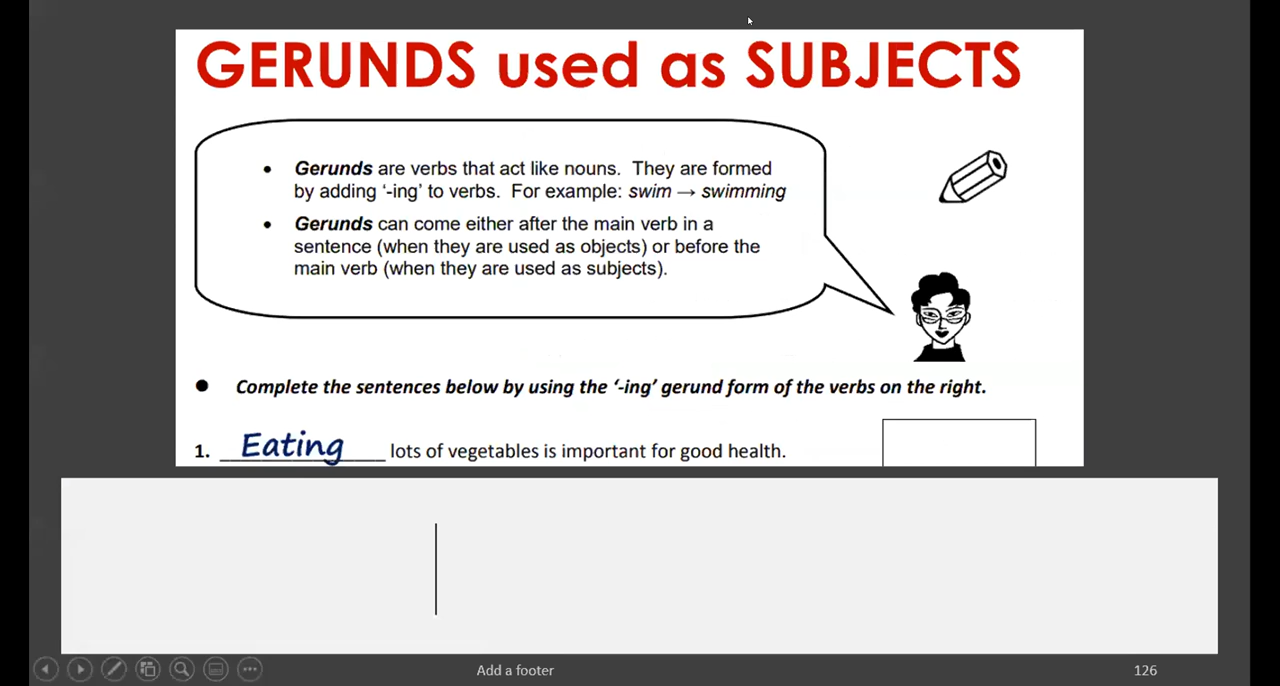 GERUNDS used as SUBJECTS
• Gerunds are verbs that act like nouns. They are formed
by adding ‘-ing’ to verbs. For example: swim → swimming
• Gerunds can come either after the main verb in a
sentence (when they are used as objects) or before the
main verb (when they are used as subjects).
● Complete the sentences below by using the ‘-ing’ gerund form of the verbs on the right.
1. Eating lots of vegetables is important for good health.
Add a footer
126